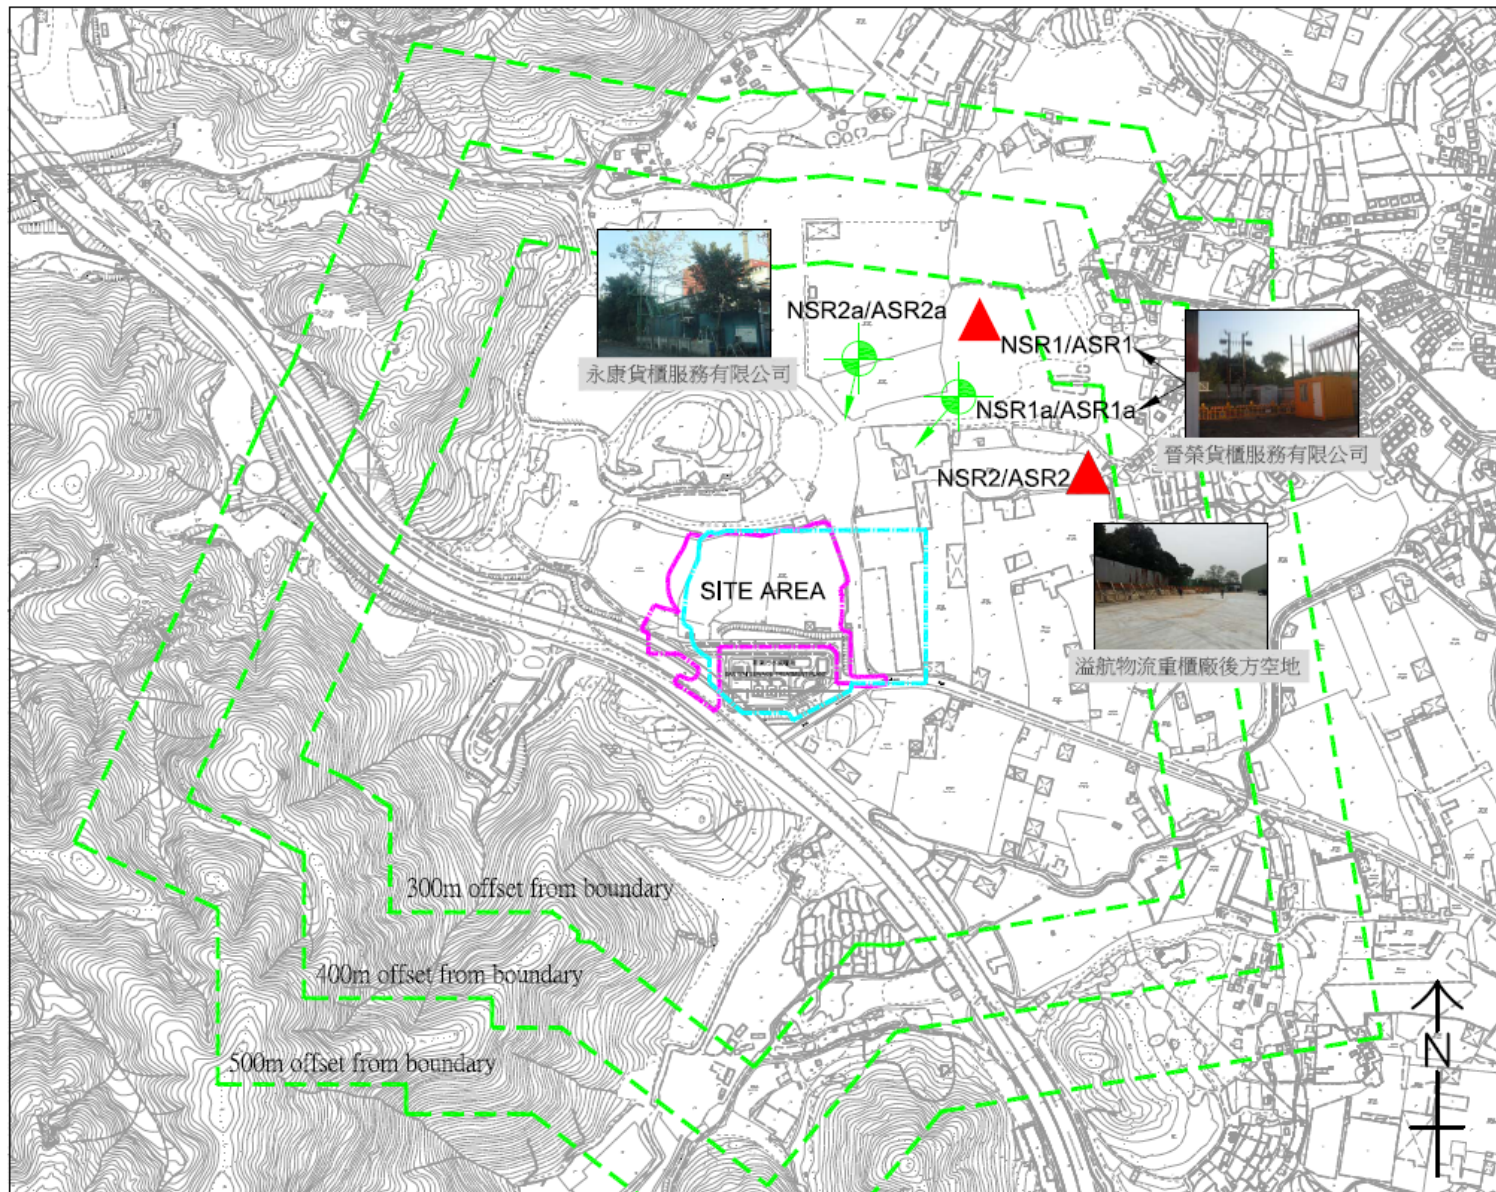 NSR2a/ASR2a
NSR1/ASR1
永康貨櫃服務有限公司
NSR1a/ASR1a
晉榮貨櫃服務有限公司
NSR2/ASR2
SITE AREA
溢航物流重櫃廠後方空地
300m offset from boundary
400m offset from boundary
500m offset from boundary
N